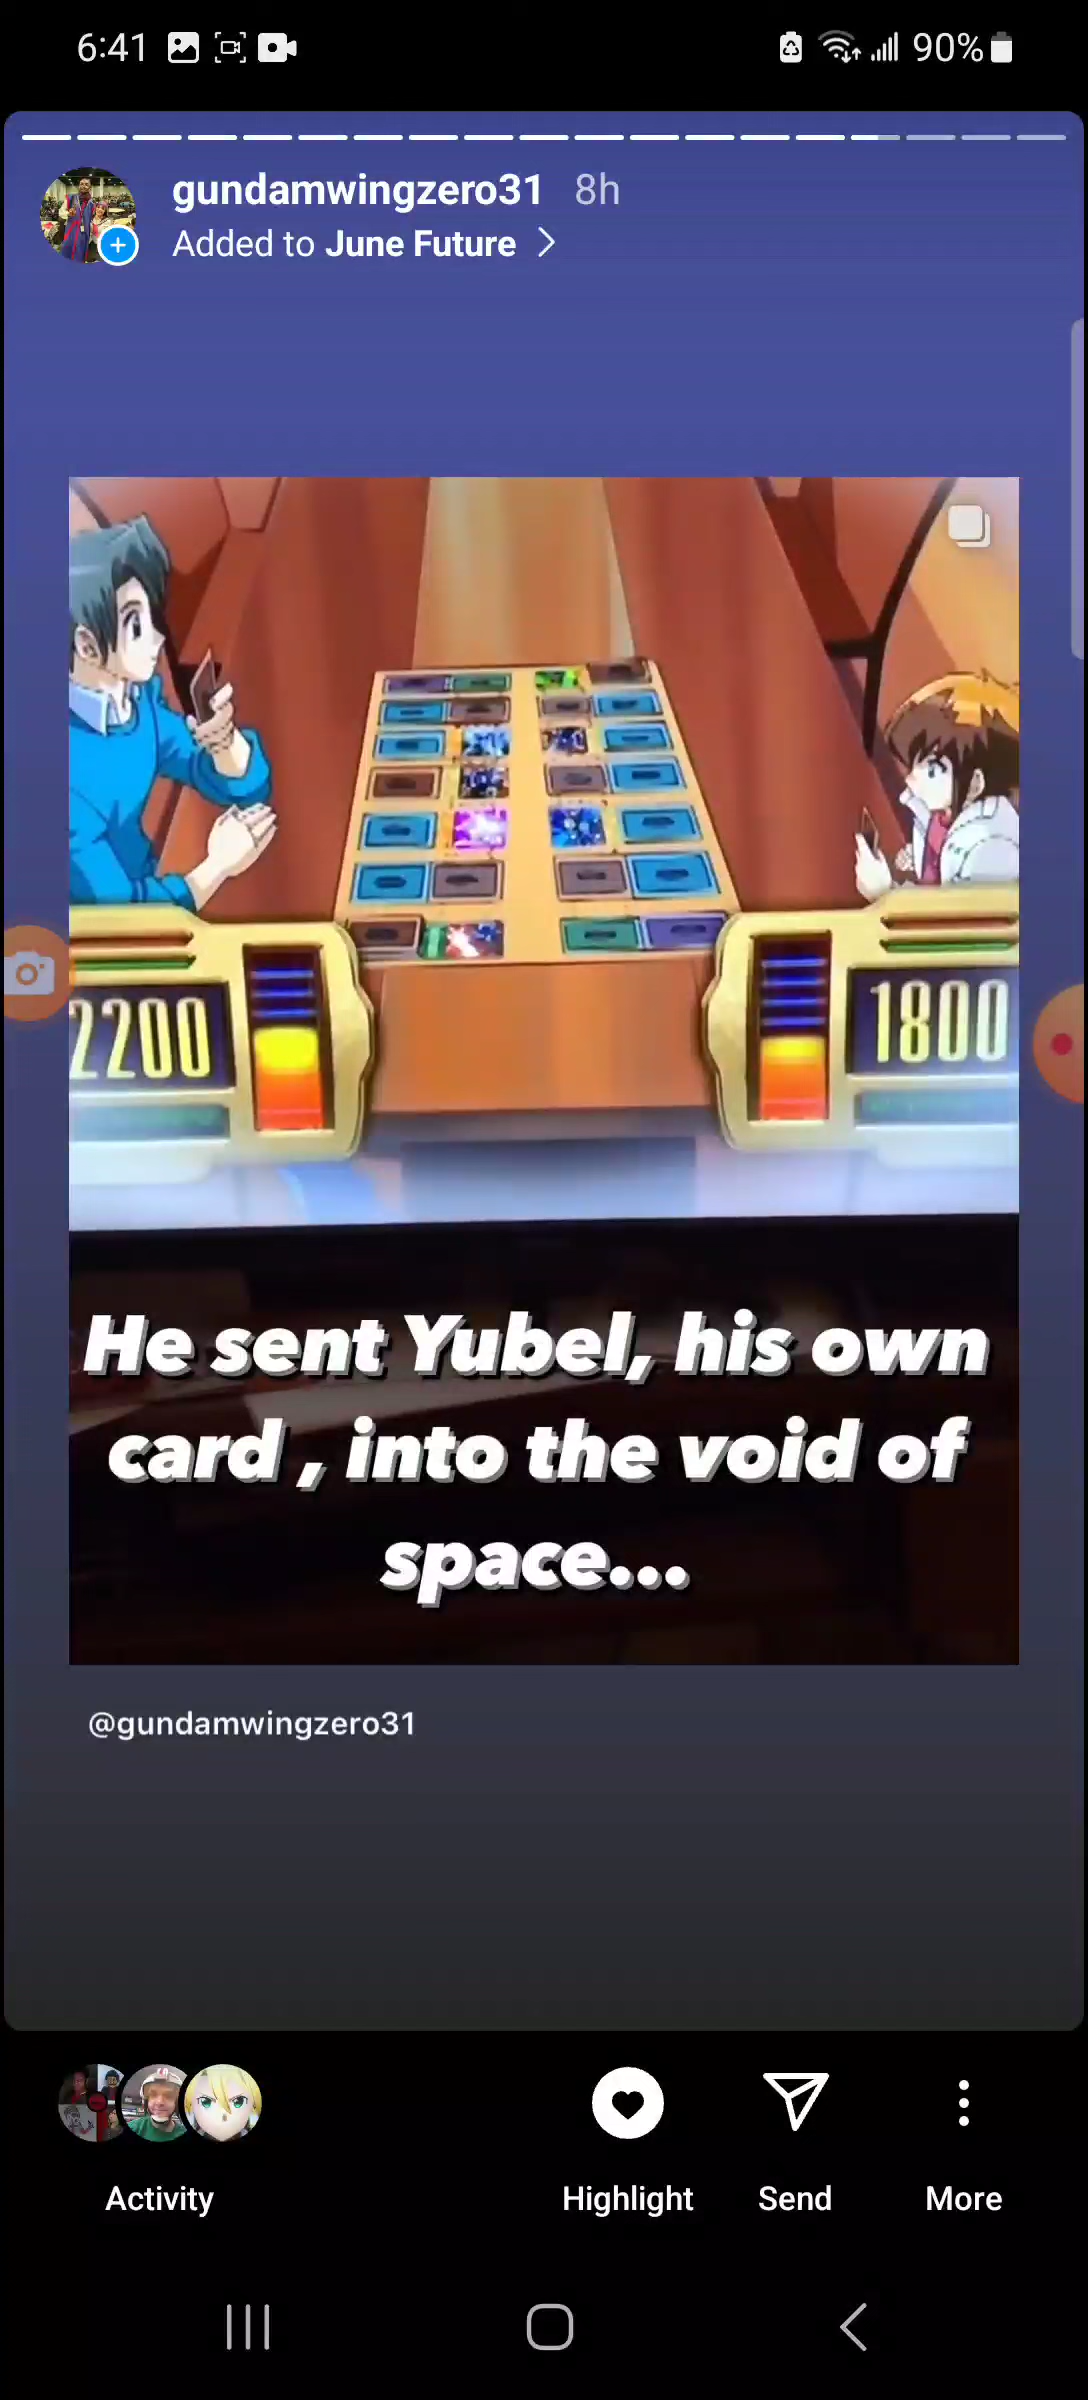 6:41
90%
gundamwingzero31 8h
Added to June Future
2200
1800
He sent Yubel, his own
card , into the void of
space...
@gundamwingzero31
Activity
Highlight
Send
More